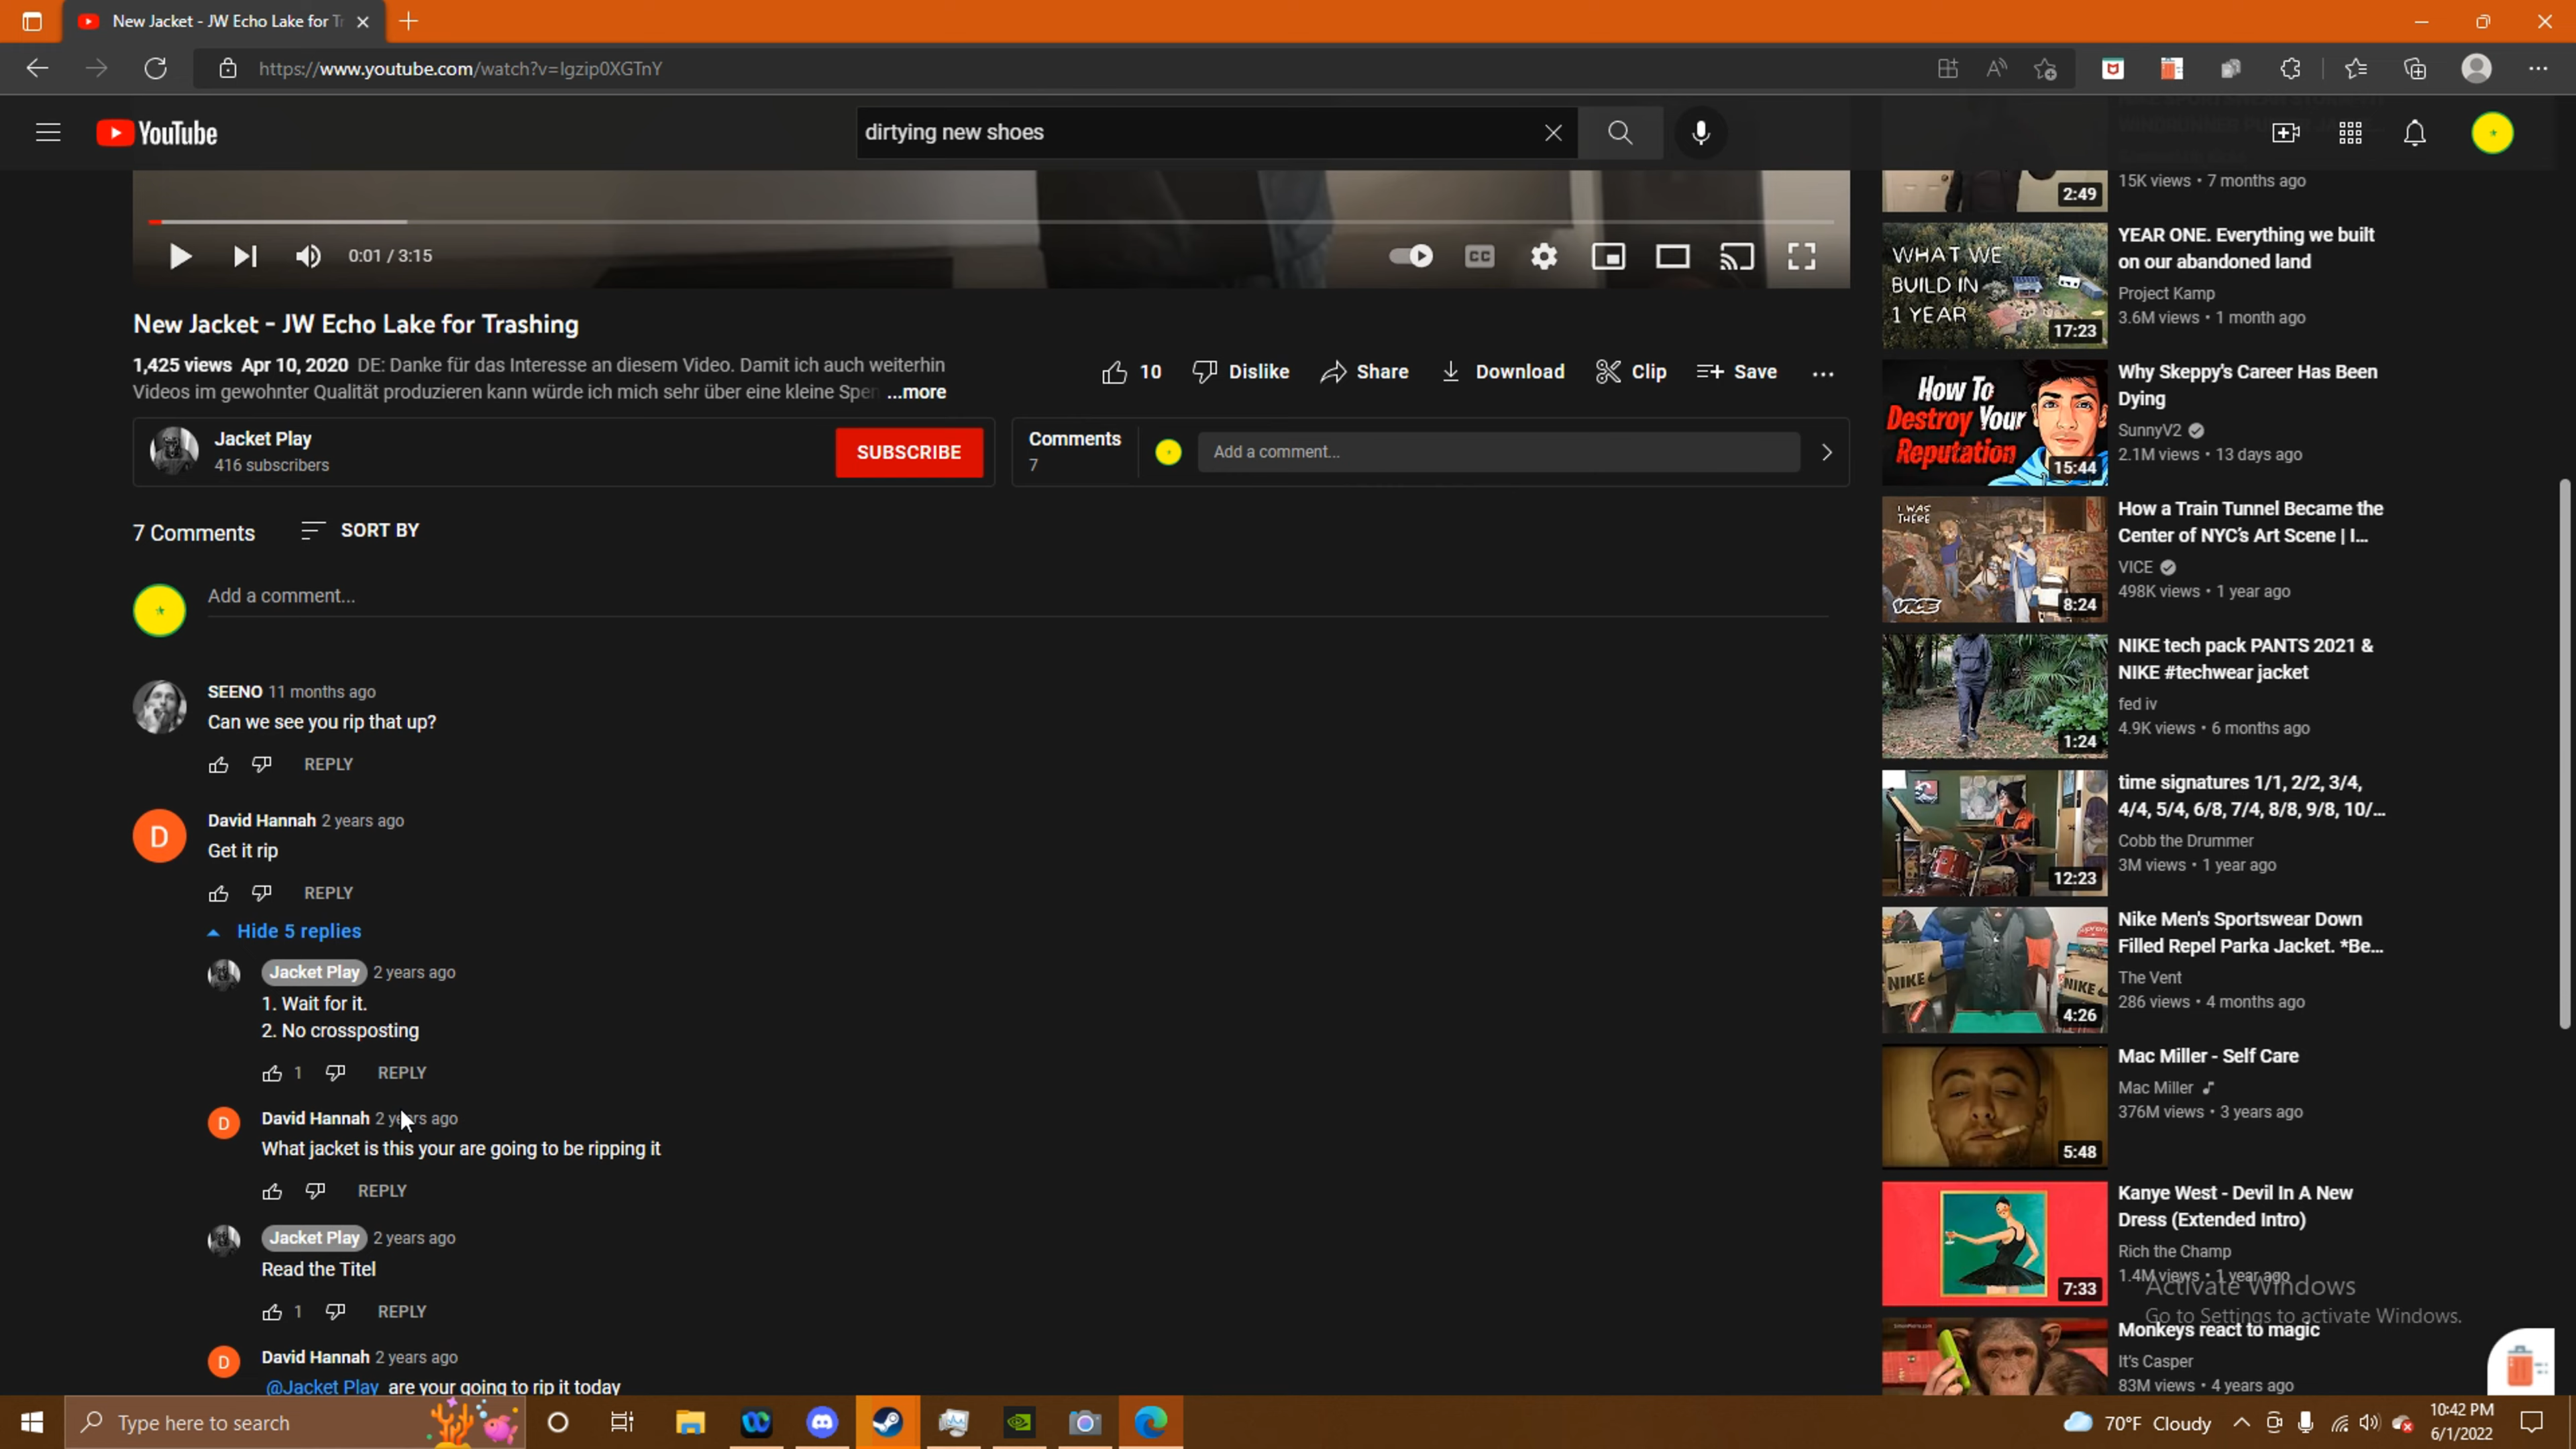 New Jacket - JW Echo Lake for Tr
https://www.youtube.com/watch?v=Igzip0XGTnY
YouTube
dirtying new shoes
0:01 / 3:15
CC
New Jacket - JW Echo Lake for Trashing
1,425 views Apr 10, 2020 DE: Danke für das Interesse an diesem Video. Damit ich auch weiterhin
Videos im gewohnter Qualität produzieren kann würde ich mich sehr über eine kleine Spen ...more
10 Dislike Share Download Clip Save
Jacket Play
416 subscribers
SUBSCRIBE
Comments
7
Add a comment...
7 Comments SORT BY
Add a comment...
SEENO 11 months ago
Can we see you rip that up?
REPLY
D
David Hannah 2 years ago
Get it rip
REPLY
Hide 5 replies
Jacket Play 2 years ago
1. Wait for it.
2. No crossposting
1 REPLY
D
David Hannah 2 years ago
What jacket is this your are going to be ripping it
REPLY
Jacket Play 2 years ago
Read the Titel
1 REPLY
D
David Hannah 2 years ago
@Jacket Play are your going to rip it today
2:49
15K views • 7 months ago
WHAT WE
BUILD IN
1 YEAR
17:23
YEAR ONE. Everything we built
on our abandoned land
Project Kamp
3.6M views • 1 month ago
How To
Destroy Your
Reputation
15:44
Why Skeppy's Career Has Been
Dying
SunnyV2
2.1M views • 13 days ago
I WAS
THERE
VICE
8:24
How a Train Tunnel Became the
Center of NYC's Art Scene | I...
VICE
498K views • 1 year ago
1:24
NIKE tech pack PANTS 2021 &
NIKE #techwear jacket
fed iv
4.9K views • 6 months ago
12:23
time signatures 1/1, 2/2, 3/4,
4/4, 5/4, 6/8, 7/4, 8/8, 9/8, 10/...
Cobb the Drummer
3M views • 1 year ago
NIKE
NIKE
4:26
Nike Men's Sportswear Down
Filled Repel Parka Jacket. *Be...
The Vent
286 views • 4 months ago
5:48
Mac Miller - Self Care
Mac Miller
376M views • 3 years ago
7:33
Kanye West - Devil In A New
Dress (Extended Intro)
Rich the Champ
1.4M views • 1 year ago
Activate Windows
Go to Settings to activate Windows.
Monkeys react to magic
It's Casper
83M views • 4 years ago
Type here to search
70°F Cloudy
10:42 PM
6/1/2022